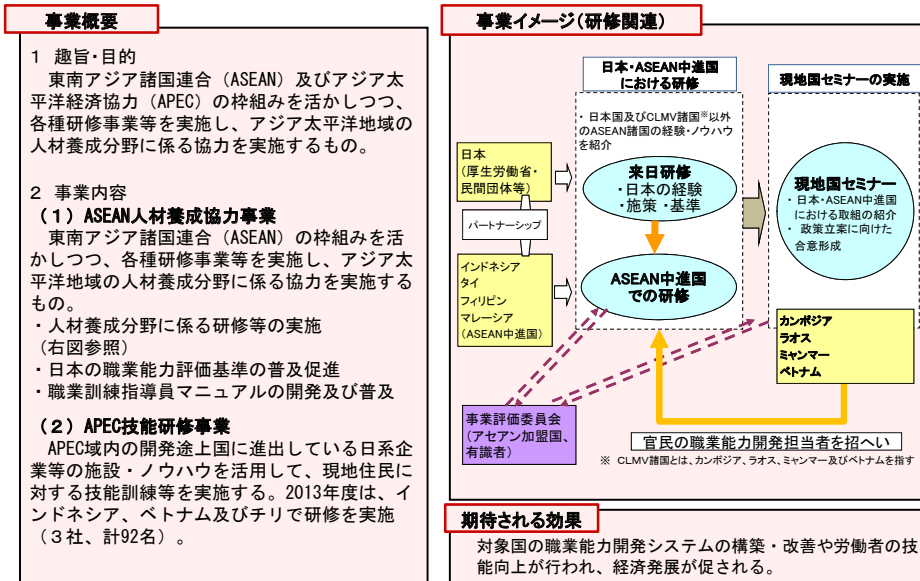 事業概要
1 趣旨・目的
東南アジア諸国連合（ASEAN）及びアジア太
平洋経済協力（APEC）の枠組みを活かしつつ、
各種研修事業等を実施し、アジア太平洋地域の
人材養成分野に係る協力を実施するもの。
2 事業内容
（１）ASEAN人材養成協力事業
東南アジア諸国連合（ASEAN）の枠組みを活
かしつつ、各種研修事業等を実施し、アジア太
平洋地域の人材養成分野に係る協力を実施する
もの。
・人材養成分野に係る研修等の実施
（右図参照）
・日本の職業能力評価基準の普及促進
・職業訓練指導員マニュアルの開発及び普及
（２）APEC技能研修事業
APEC域内の開発途上国に進出している日系企
業等の施設・ノウハウを活用して、現地住民に
対する技能訓練等を実施する。2013年度は、イ
ンドネシア、ベトナム及びチリで研修を実施
（３社、計92名）。
事業イメージ（研修関連）
日本・ASEAN中進国
における研修
・日本国及びCLMV諸国※以外
のASEAN諸国の経験・ノウハウ
を紹介
日本
（厚生労働省・
民間団体等）
パートナーシップ
インドネシア
タイ
フィリピン
マレーシア
（ASEAN中進国）
来日研修
・日本の経験
・施策・基準
ASEAN中進国
での研修
現地国セミナーの実施
現地国セミナー
・日本・ASEAN中進国
における取組の紹介
・ 政策立案に向けた
合意形成
カンボジア
ラオス
ミャンマー
ベトナム
事業評価委員会
（アセアン加盟国、
有識者）
官民の職業能力開発担当者を招へい
※ CLMV諸国とは、カンボジア、ラオス、ミャンマー及びベトナムを指す
期待される効果
対象国の職業能力開発システムの構築・改善や労働者の技
能向上が行われ、経済発展が促される。